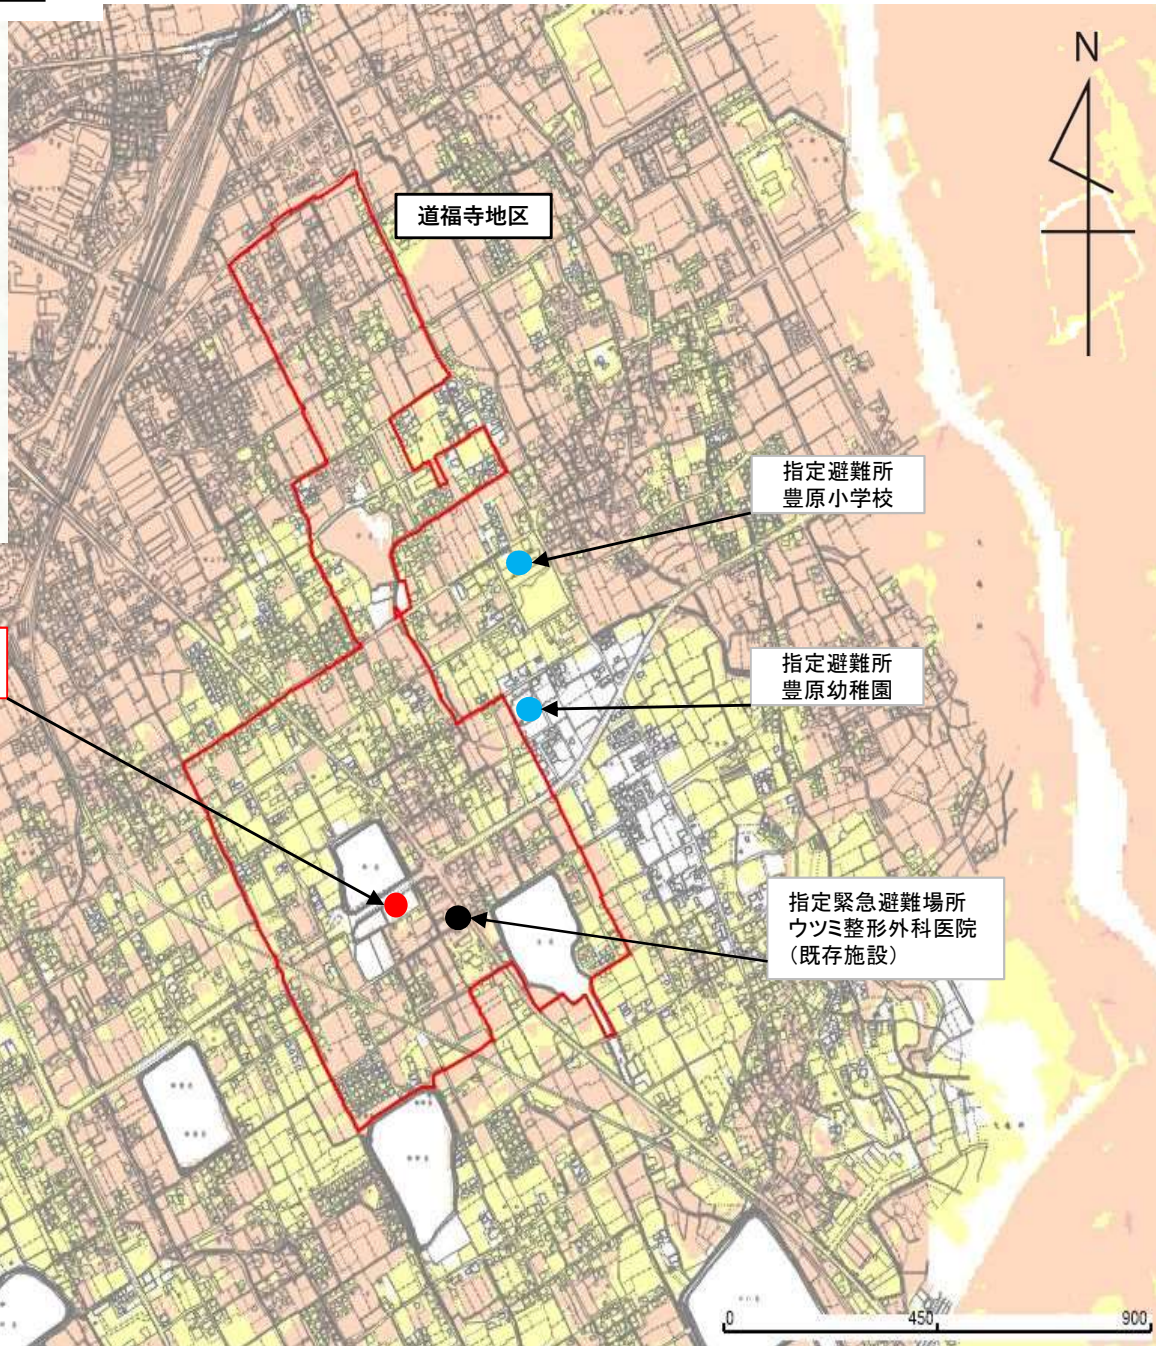 N
道福寺地区
指定避難所
豊原小学校
指定避難所
豊原幼稚園
指定緊急避難場所
ウツミ整形外科医院
（既存施設）
0 450 900